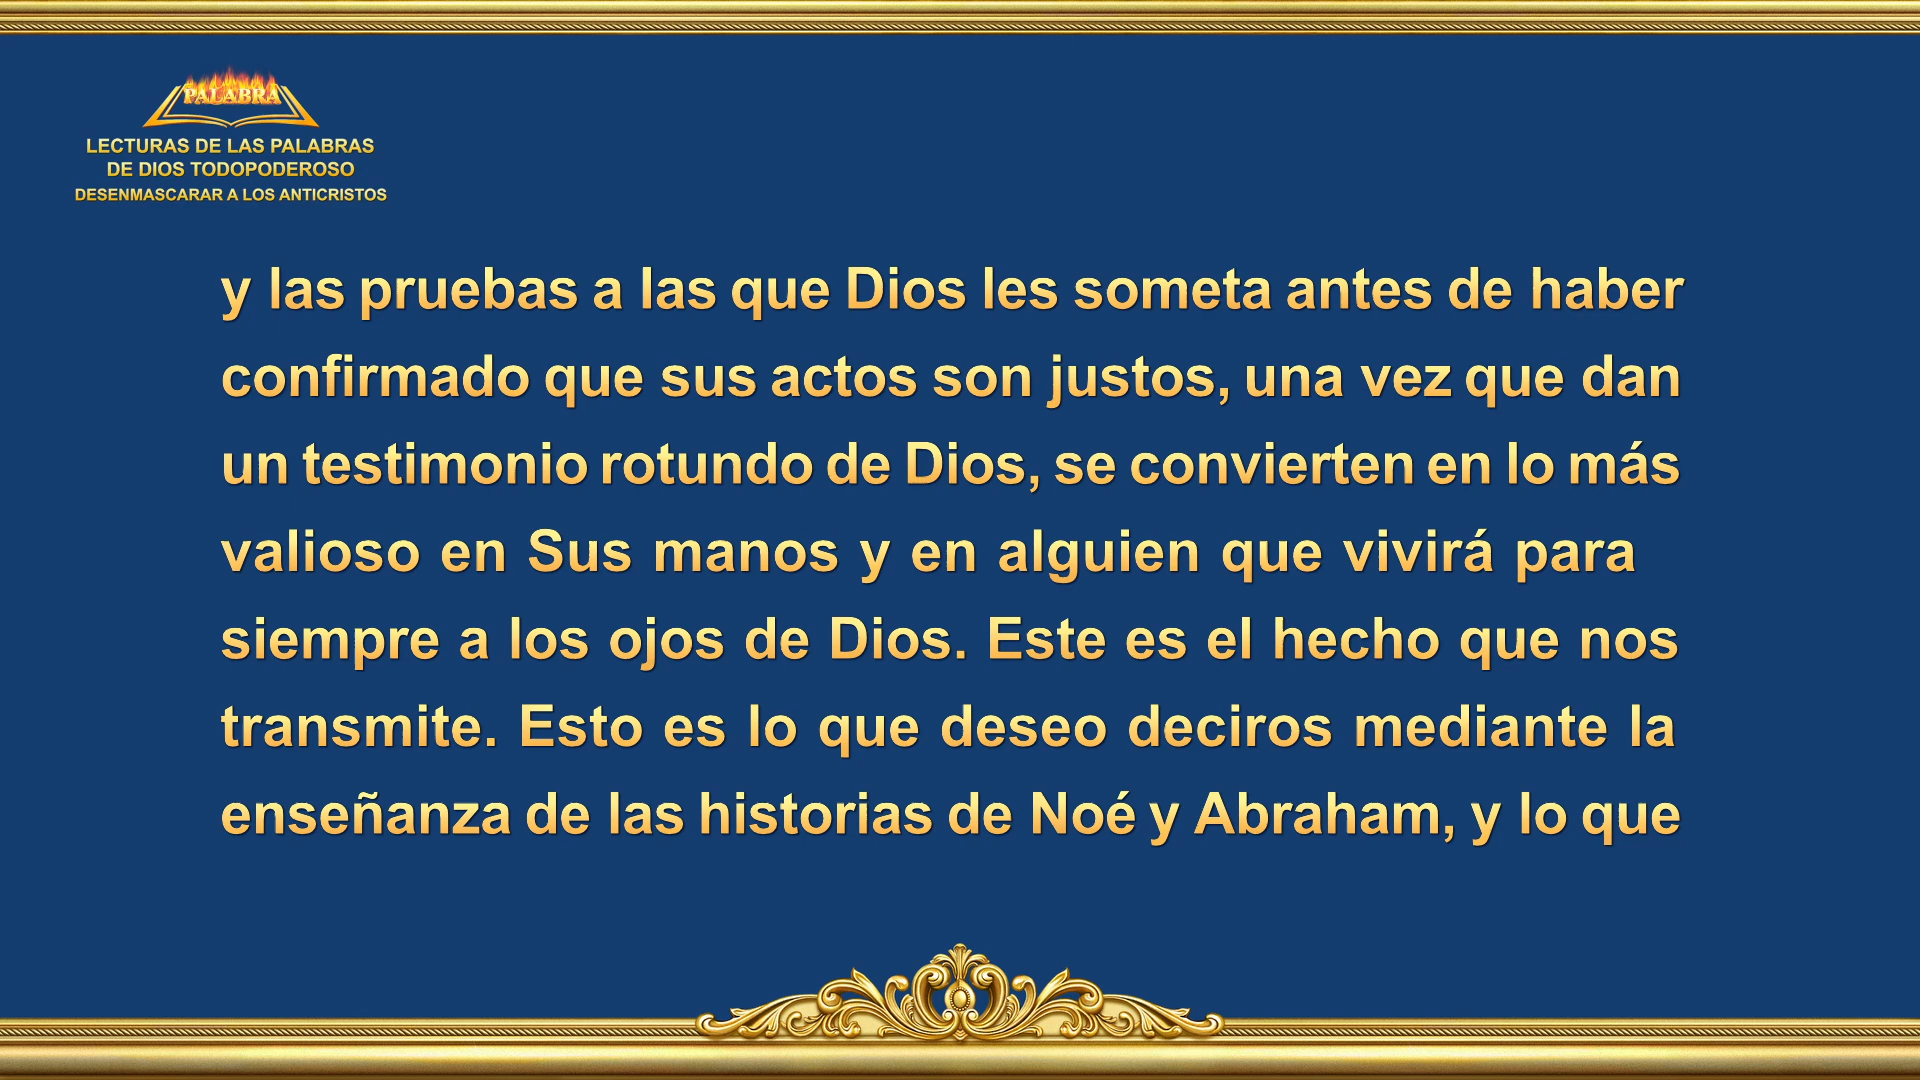 PALABRA
LECTURAS DE LAS PALABRAS
DE DIOS TODOPODEROSO
DESENMASCARAR A LOS ANTICRISTOS
y las pruebas a las que Dios les someta antes de haber
confirmado que sus actos son justos, una vez que dan
un testimonio rotundo de Dios, se convierten en lo más
valioso en Sus manos y en alguien que vivirá para
siempre a los ojos de Dios. Este es el hecho que nos
transmite. Esto es lo que deseo deciros mediante la
enseñanza de las historias de Noé y Abraham, y lo que